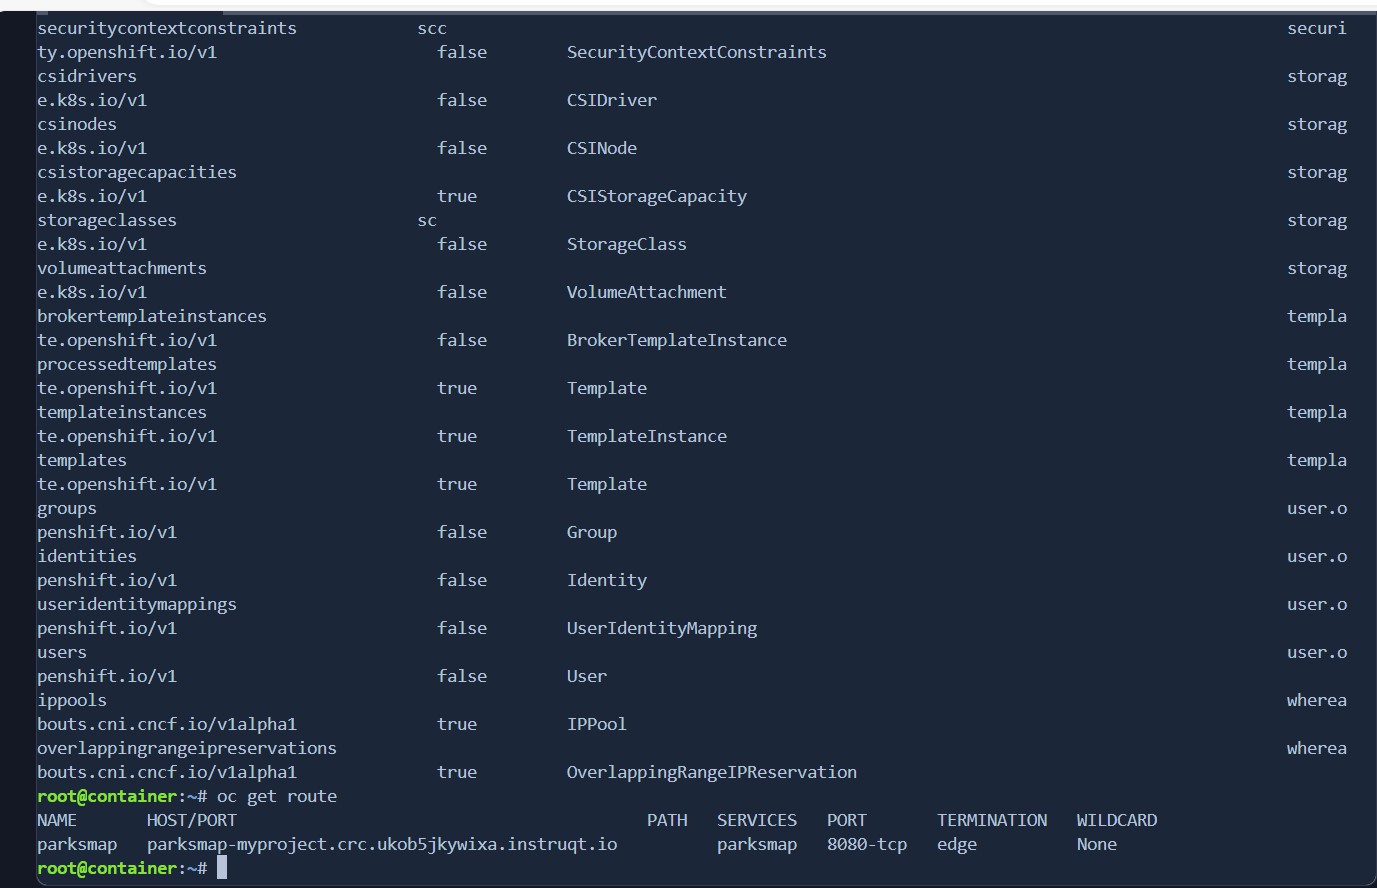 securitycontextconstraints scc securi
ty.openshift.io/v1 false SecurityContextConstraints
csidrivers storag
e.k8s.io/v1 false CSIDriver
csinodes storag
e.k8s.io/v1 false CSINode
csistoragecapacities storag
e.k8s.io/v1 true CSIStorageCapacity
storageclasses sc storag
e.k8s.io/v1 false StorageClass
volumeattachments storag
e.k8s.io/v1 false VolumeAttachment
brokertemplateinstances templa
te.openshift.io/v1 false BrokerTemplateInstance
processedtemplates templa
te.openshift.io/v1 true Template
templateinstances templa
te.openshift.io/v1 true TemplateInstance
templates templa
te.openshift.io/v1 true Template
groups user.o
penshift.io/v1 false Group
identities user.o
penshift.io/v1 false Identity
useridentitymappings user.o
penshift.io/v1 false UserIdentityMapping
users user.o
penshift.io/v1 false User
ippools wherea
bouts.cni.cncf.io/v1alpha1 true IPPool
overlappingrangeipreservations wherea
bouts.cni.cncf.io/v1alpha1 true OverlappingRangeIPReservation
root@container:~# oc get route
NAME HOST/PORT PATH SERVICES PORT TERMINATION WILDCARD
parksmap parksmap-myproject.crc.ukob5jkywixa.instruqt.io parksmap 8080-tcp edge None
root@container:~#